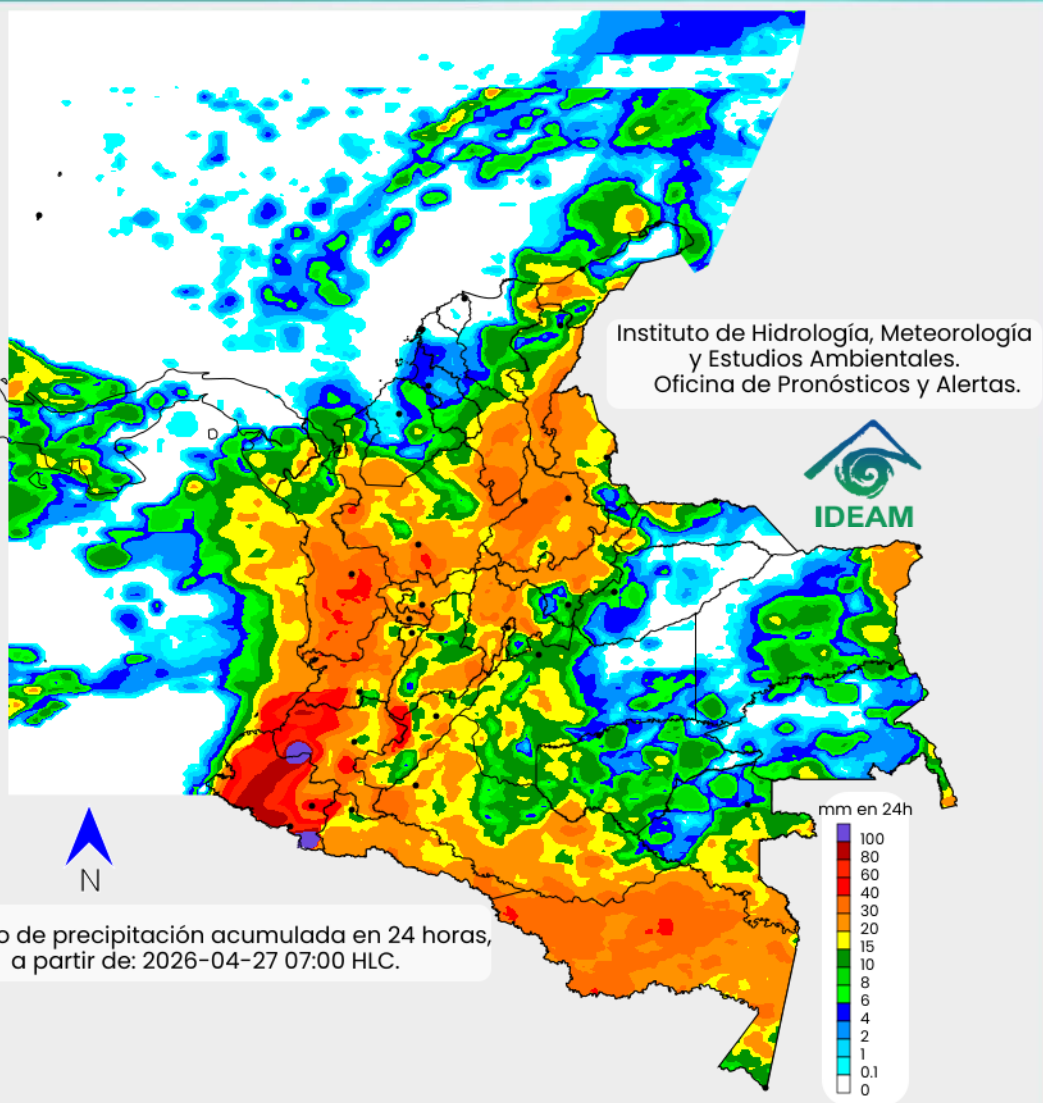 Instituto de Hidrología, Meteorología
y Estudios Ambientales.
Oficina de Pronósticos y Alertas.
IDEAM
mm en 24h
100
80
60
40
30
20
15
10
8
6
4
2
1
0.1
0
N
o de precipitación acumulada en 24 horas,
a partir de: 2026-04-27 07:00 HLC.